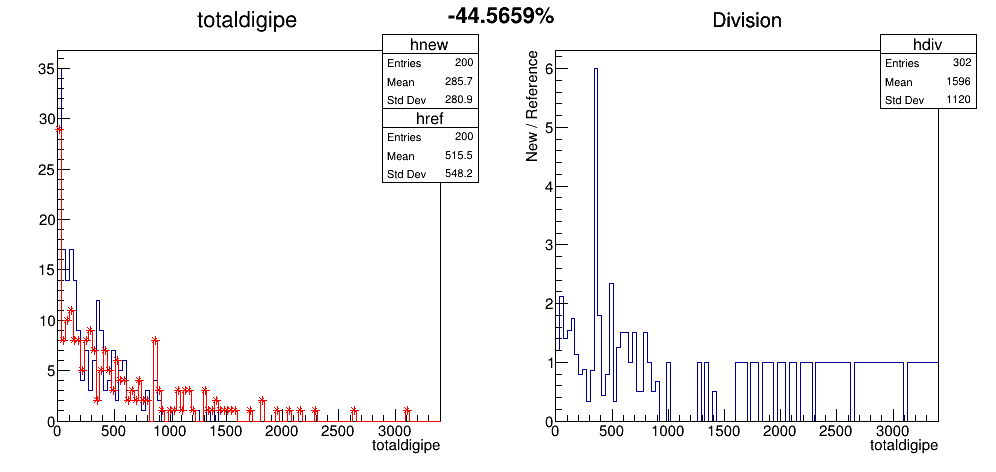 totaldigipe
-44.5659%
Division
hnew
Entries 200
Mean 285.7
Std Dev 280.9
href
Entries 200
Mean 515.5
Std Dev 548.2
35
30
25
20
15
10
5
0
0 500 1000 1500 2000 2500 3000
totaldigipe
hdiv
Entries 302
Mean 1596
Std Dev 1120
New / Reference
6
5
4
3
2
1
0
0 500 1000 1500 2000 2500 3000
totaldigipe